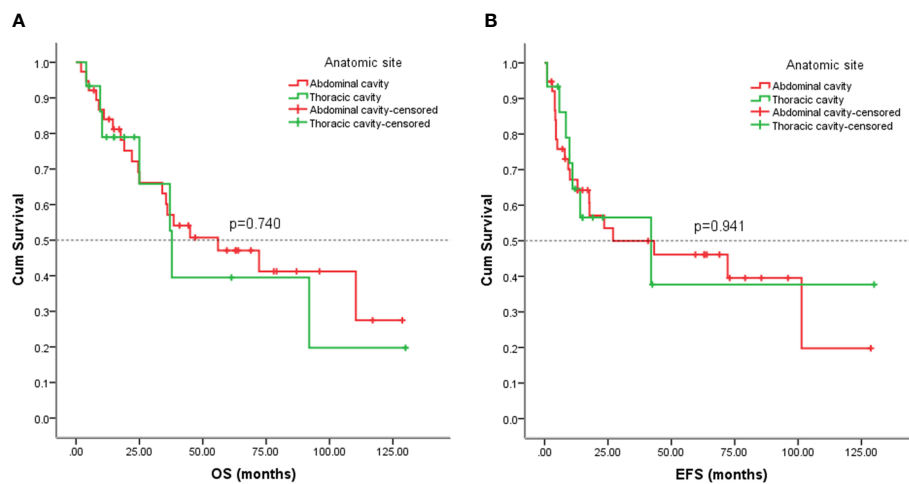 A
Anatomic site
Abdominal cavity
Thoracic cavity
Abdominal cavity-censored
Thoracic cavity-censored
p=0.740
Cum Survival
1.0
0.9
0.8
0.7
0.6
0.5
0.4
0.3
0.2
0.1
0.0
.00 25.00 50.00 75.00 100.00 125.00
OS (months)
B
Anatomic site
Abdominal cavity
Thoracic cavity
Abdominal cavity-censored
Thoracic cavity-censored
p=0.941
Cum Survival
1.0
0.9
0.8
0.7
0.6
0.5
0.4
0.3
0.2
0.1
0.0
.00 25.00 50.00 75.00 100.00 125.00
EFS (months)